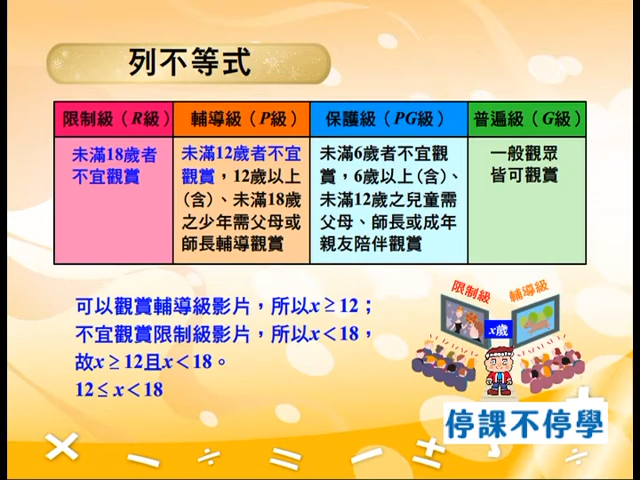 列不等式
限制級（R級）
輔導級（P級）
保護級（PG級）
普遍級（G級）
未滿18歲者
不宜觀賞
未滿12歲者不宜
觀賞，12歲以上
(含)、未滿18歲
之少年需父母或
師長輔導觀賞
未滿6歲者不宜觀
賞，6歲以上(含)、
未滿12歲之兒童需
父母、師長或成年
親友陪伴觀賞
一般觀眾
皆可觀賞
可以觀賞輔導級影片，所以x≥12；
不宜觀賞限制級影片，所以x＜18，
故x≥12且x＜18。
12≤x＜18
限制級
輔導級
x歲
停課不停學